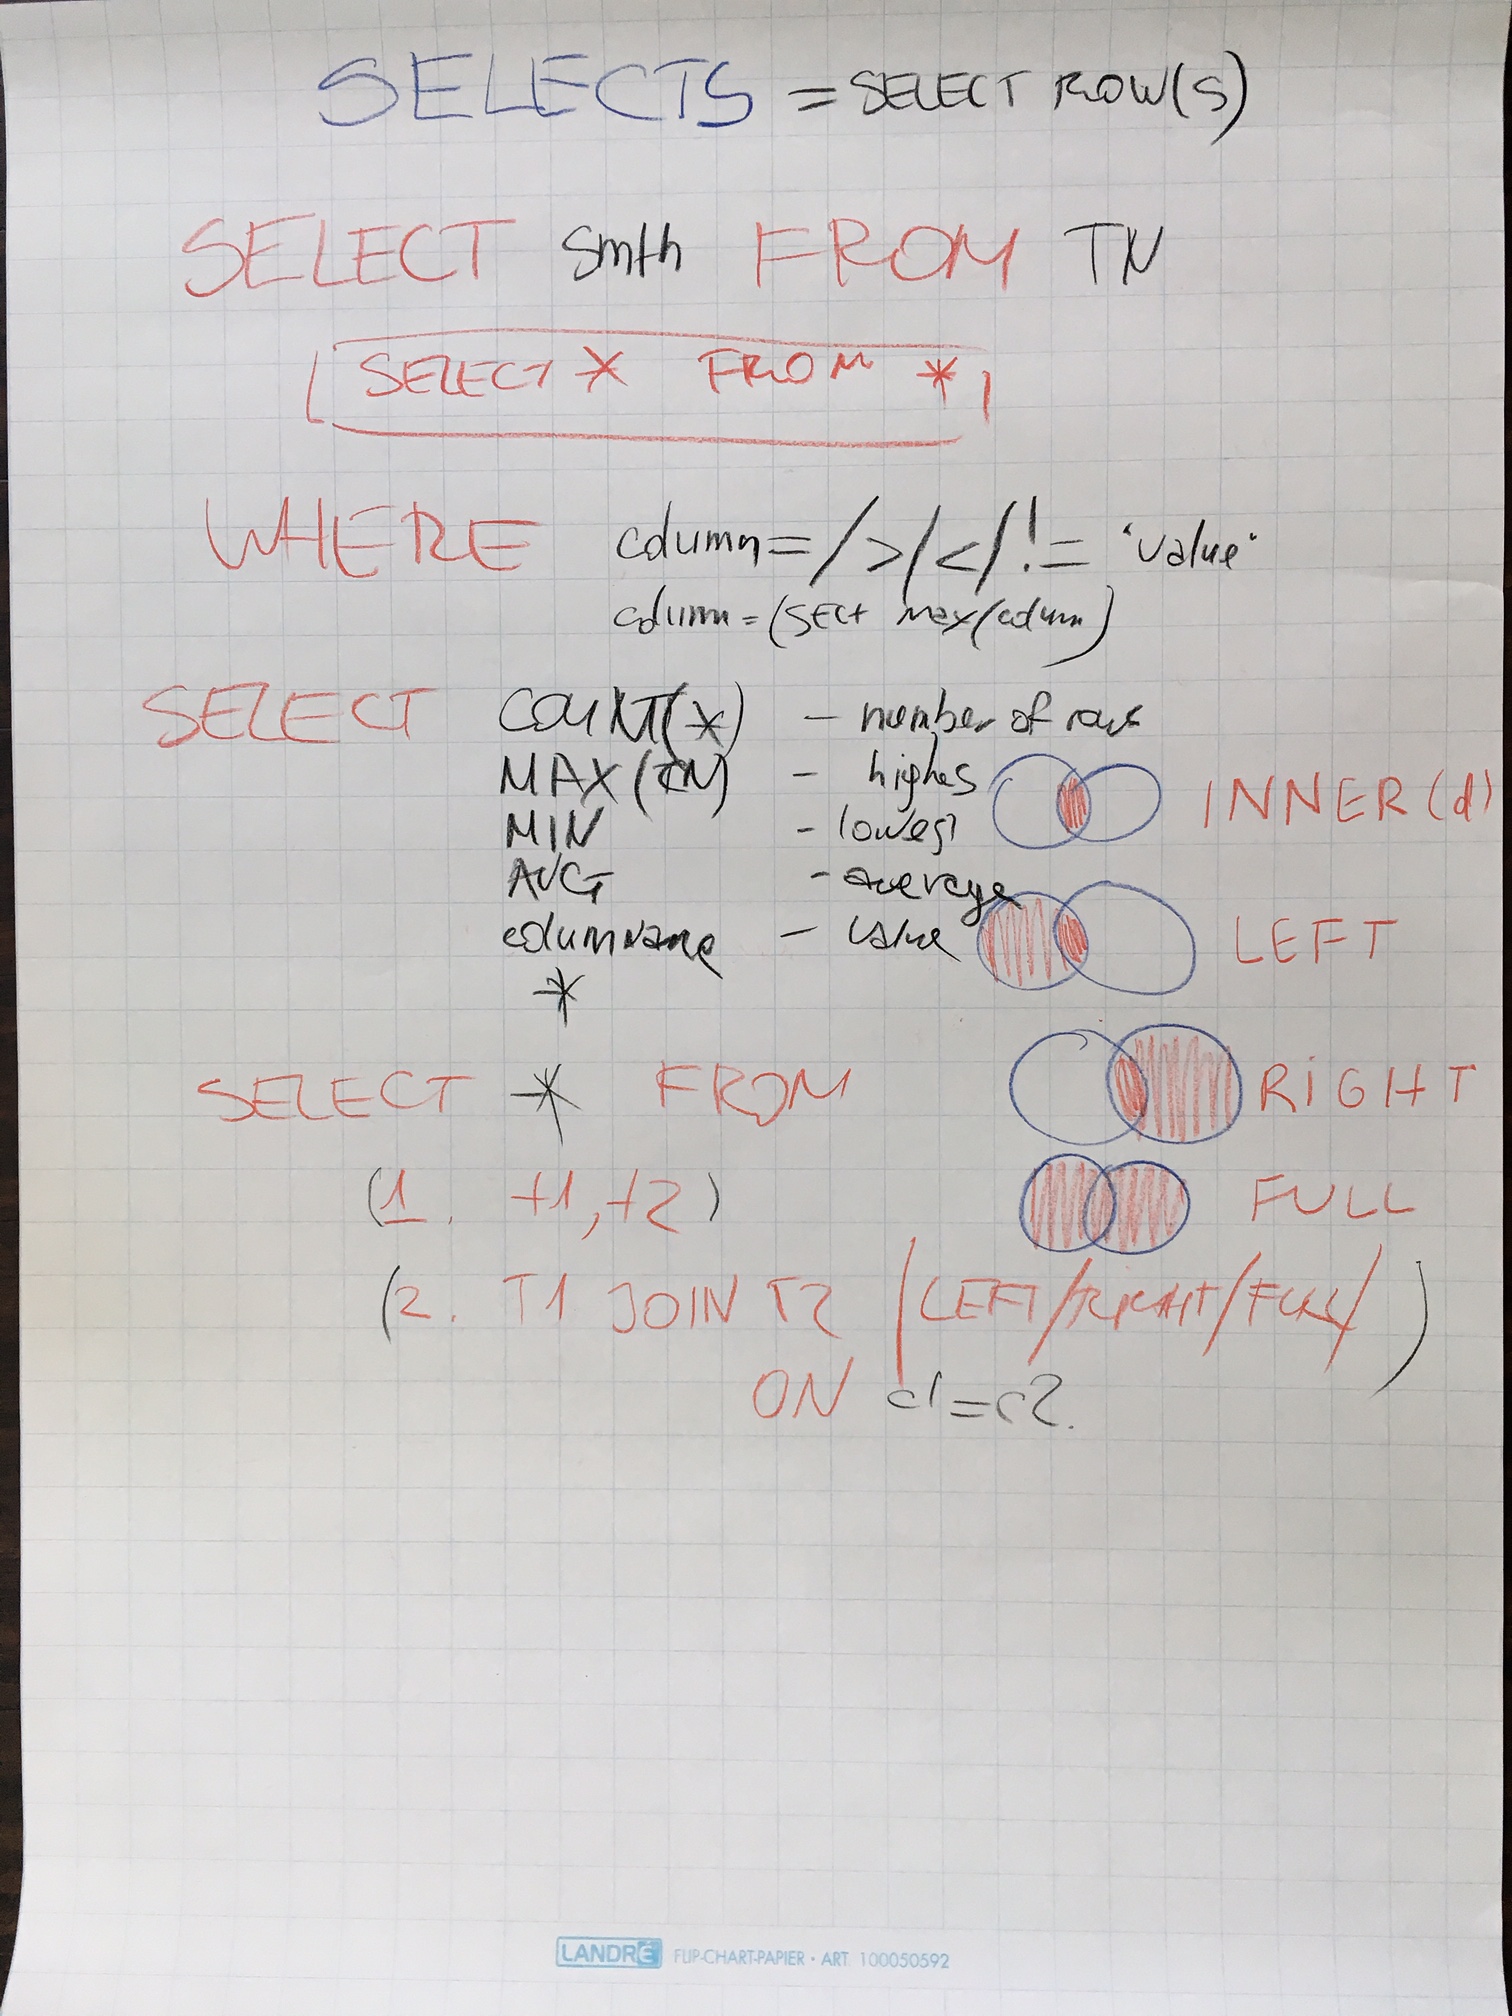 SELECTS = SELECT ROW(S)
SELECT smth FROM TN
SELECT * FROM *
WHERE column = / > / < / != 'value'
column = (SECt max(column)
SELECT COUNT(*) - number of rows
MAX(CN) - highes
MIN - lowest
AVG - average
columname - value
*
INNER (d)
LEFT
RIGHT
FULL
SELECT * FROM
(1. t1, t2)
(2. T1 JOIN T2 / LEFT / RIGHT / FULL / )
ON c1 = c2.
LANDRÉ FLIP-CHART-PAPIER · ART. 100050592